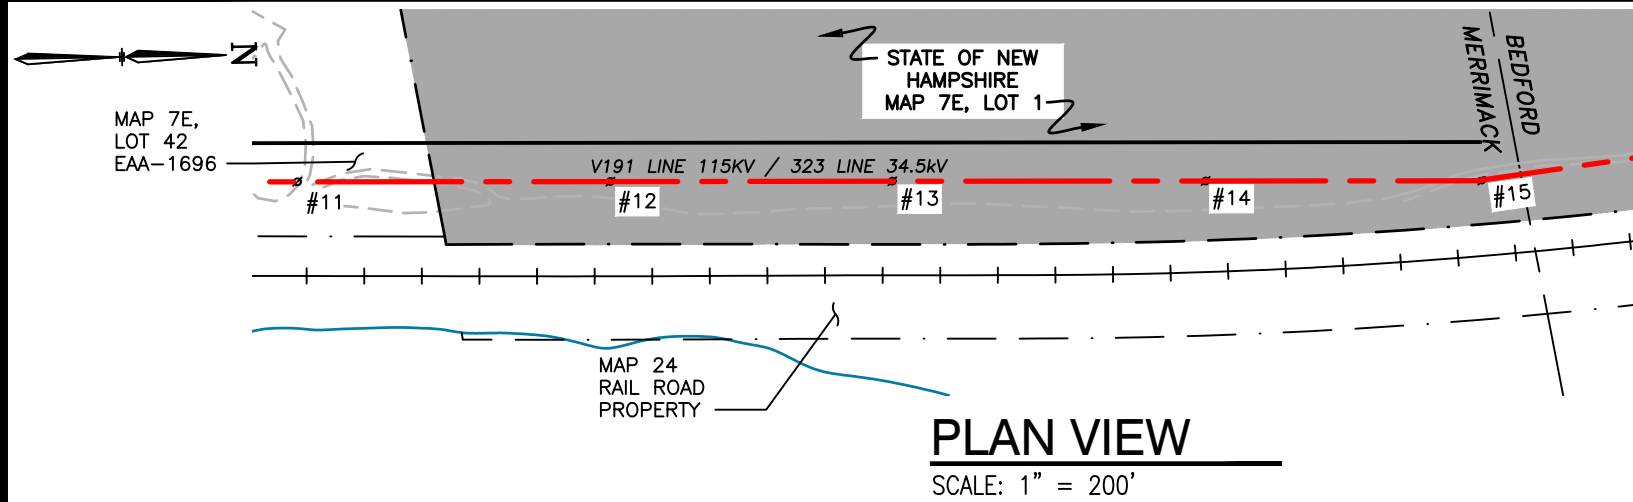 N
STATE OF NEW
HAMPSHIRE
MAP 7E, LOT 1
BEDFORD
MERRIMACK
MAP 7E,
LOT 42
EAA-1696
V191 LINE 115KV / 323 LINE 34.5kV
#11
#12
#13
#14
#15
MAP 24
RAIL ROAD
PROPERTY
PLAN VIEW
SCALE: 1" = 200'